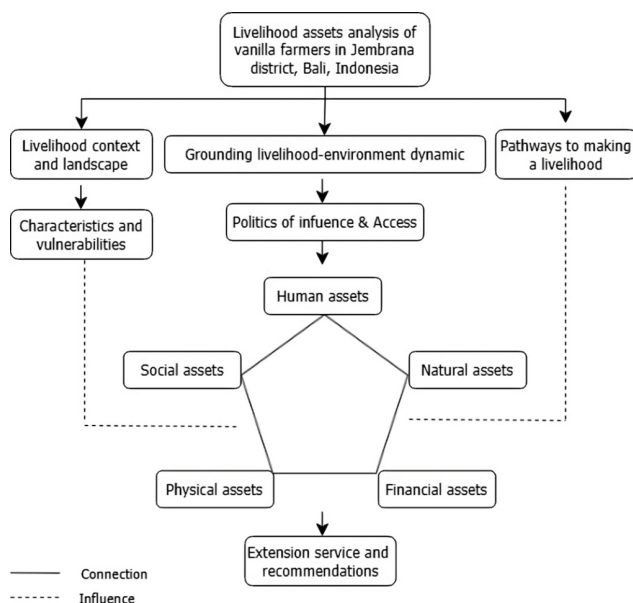 Livelihood assets analysis of
vanilla farmers in Jembrana
district, Bali, Indonesia
Livelihood context
and landscape
Grounding livelihood-environment dynamic
Pathways to making
a livelihood
Characteristics and
vulnerabilities
Politics of infuence & Access
Human assets
Social assets
Natural assets
Physical assets
Financial assets
Extension service and
recommendations
Connection
Influence